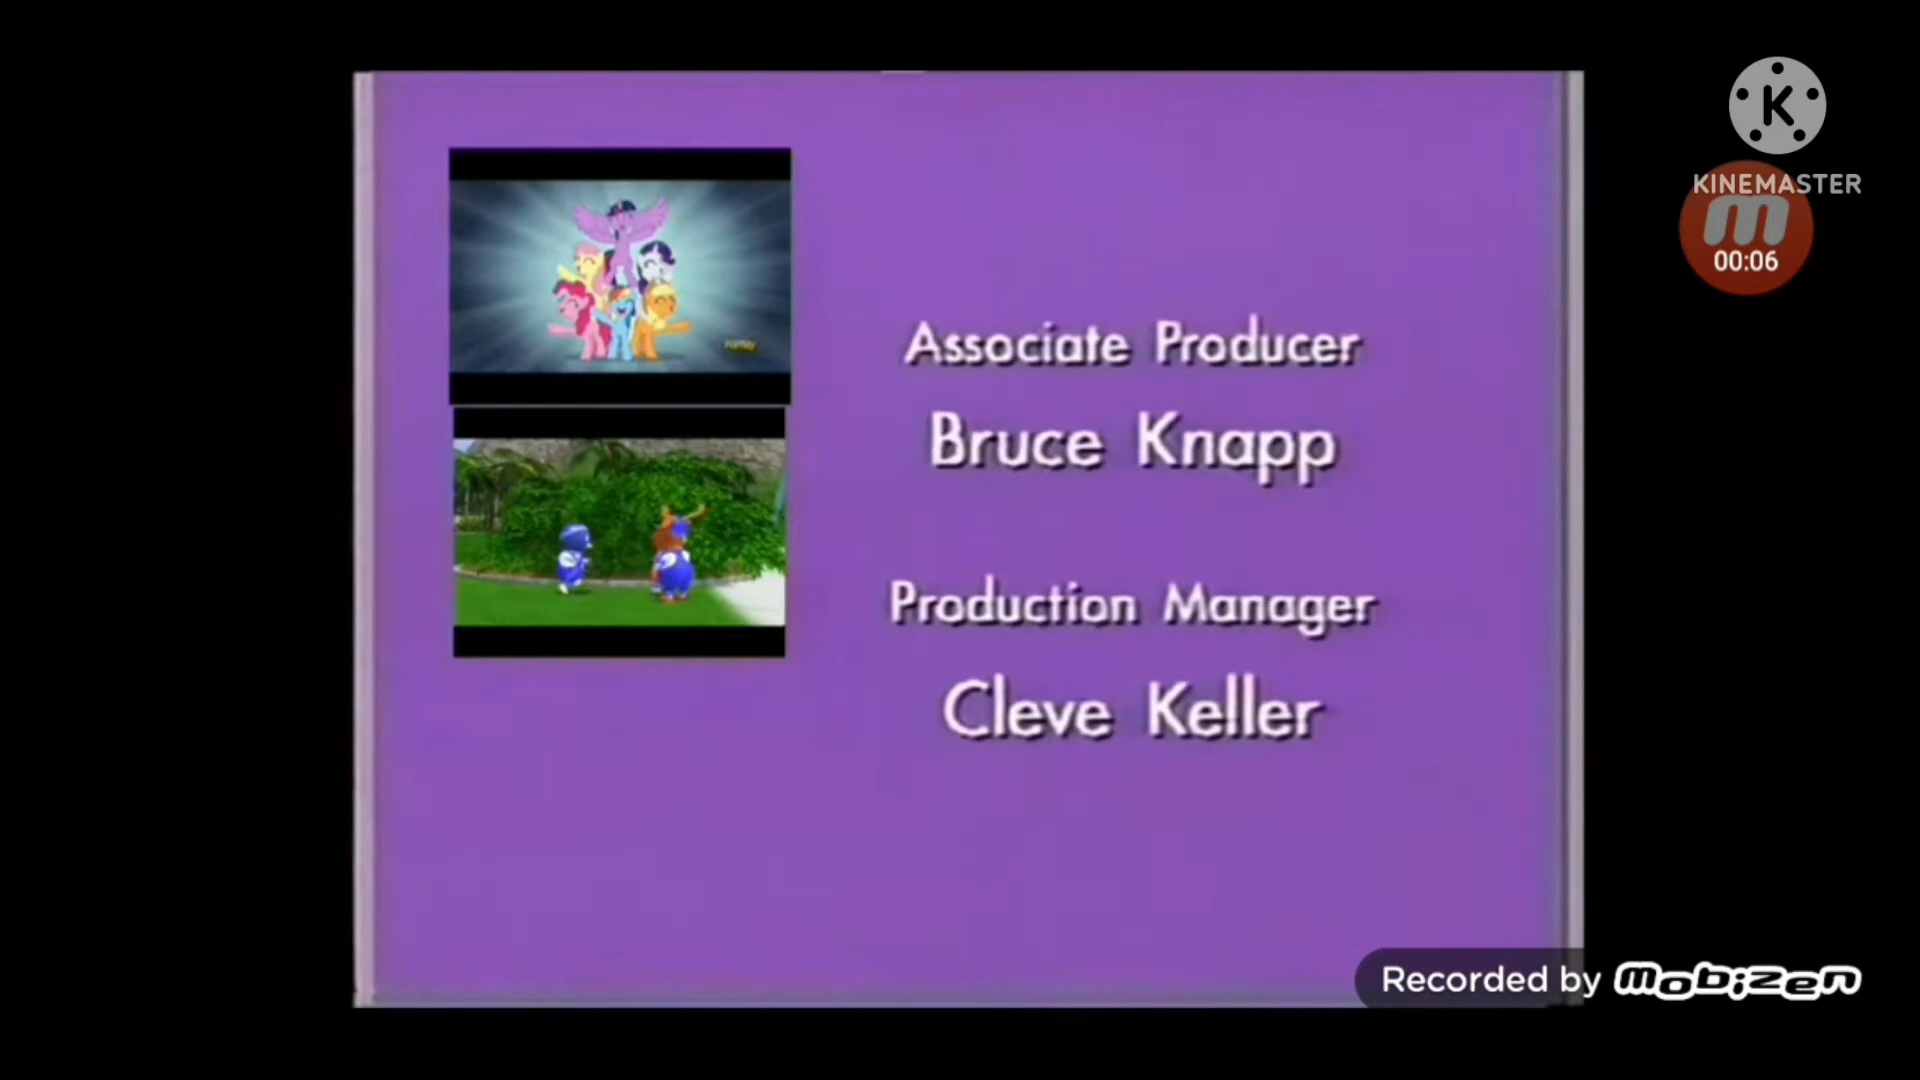 K
KINEMASTER
m
00:06
Associate Producer
Bruce Knapp
Production Manager
Cleve Keller
Recorded by mobizen